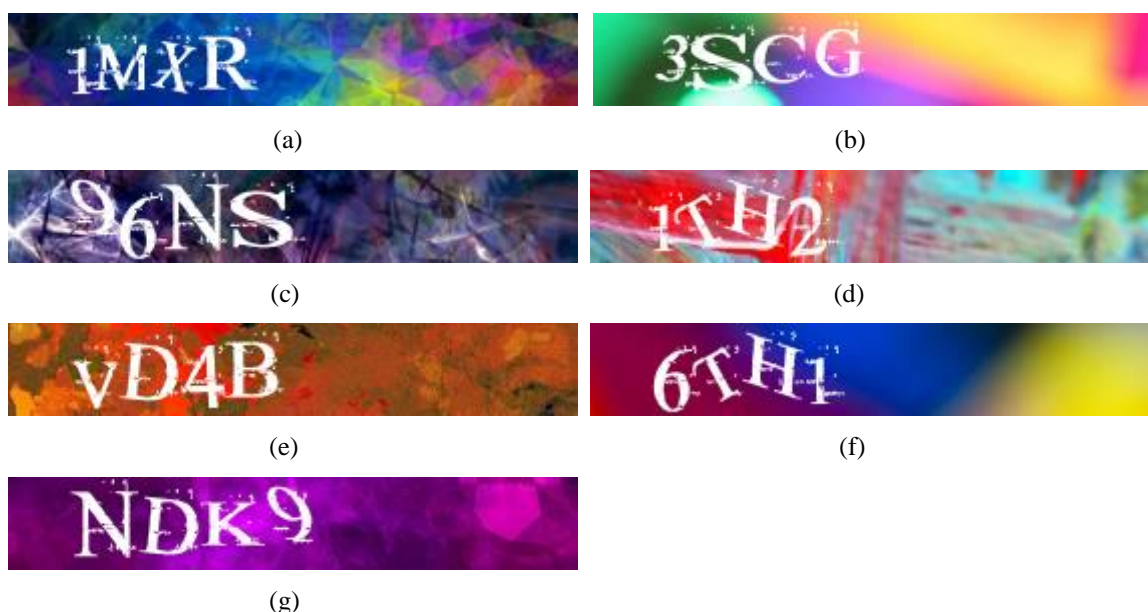 1MXR
3SCG
(a)
(b)
96NS
1TH2
(c)
(d)
VD4B
6TH1
(e)
(f)
NDK9
(g)